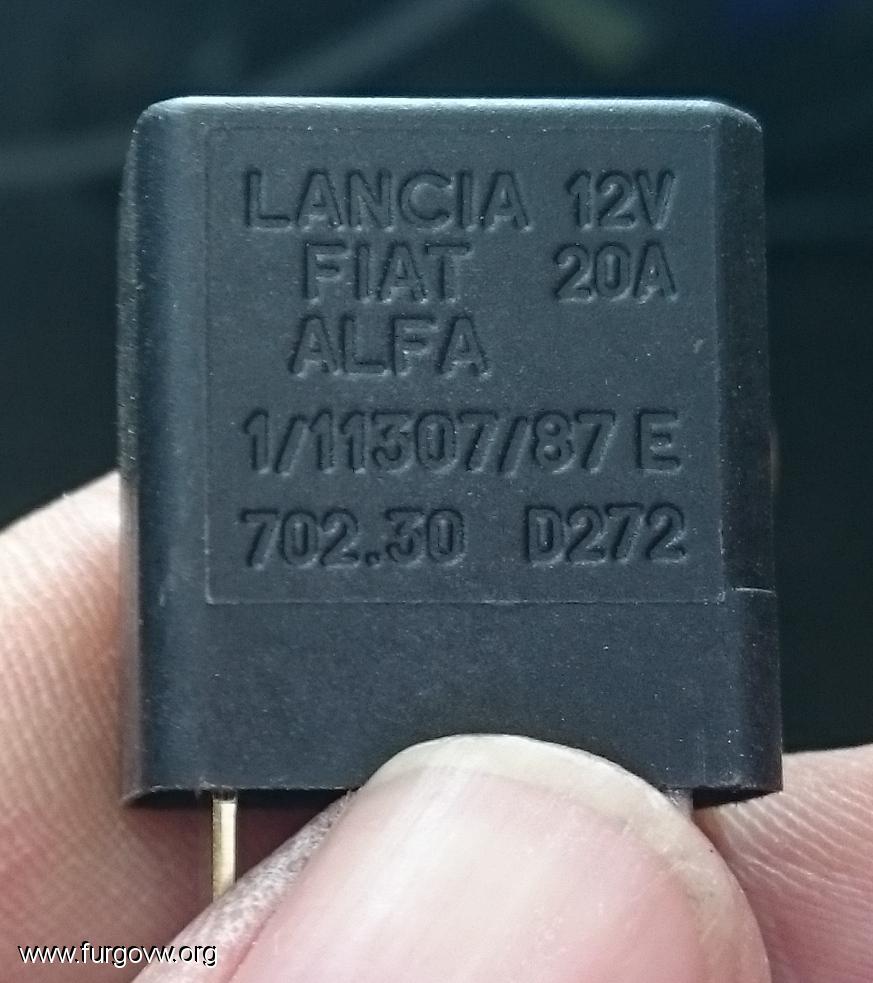 LANCIA 12V
FIAT 20A
ALFA
1/11307/87 E
702.30 D272
www.furgovw.org